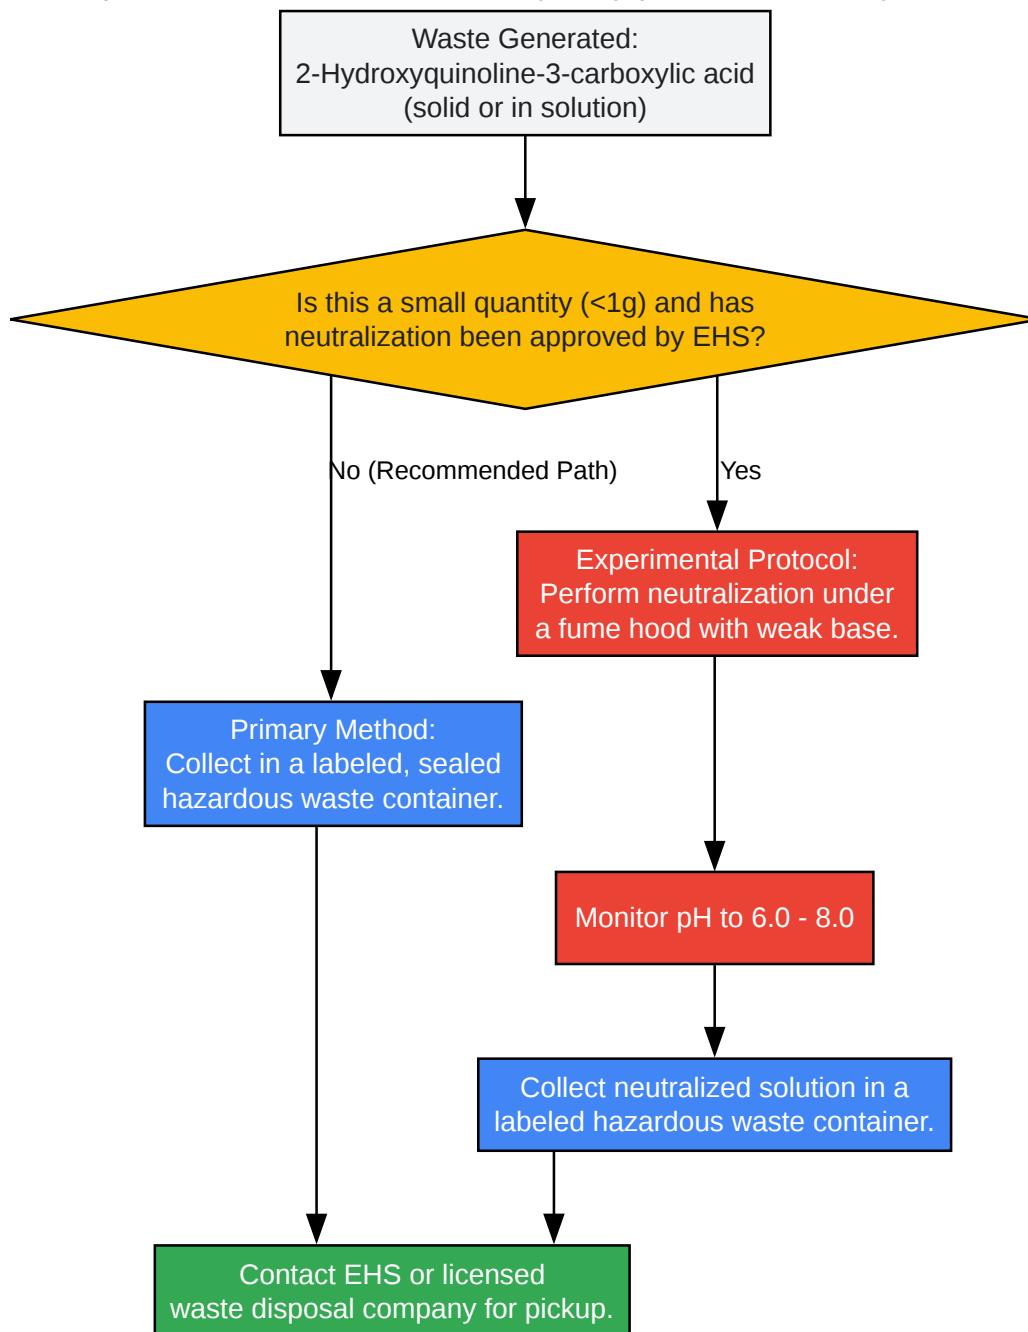 Waste Generated:
2-Hydroxyquinoline-3-carboxylic acid
(solid or in solution)
Is this a small quantity (<1g) and has
neutralization been approved by EHS?
No (Recommended Path)
Yes
Experimental Protocol:
Perform neutralization under
a fume hood with weak base.
Primary Method:
Collect in a labeled, sealed
hazardous waste container.
Monitor pH to 6.0 - 8.0
Collect neutralized solution in a
labeled hazardous waste container.
Contact EHS or licensed
waste disposal company for pickup.